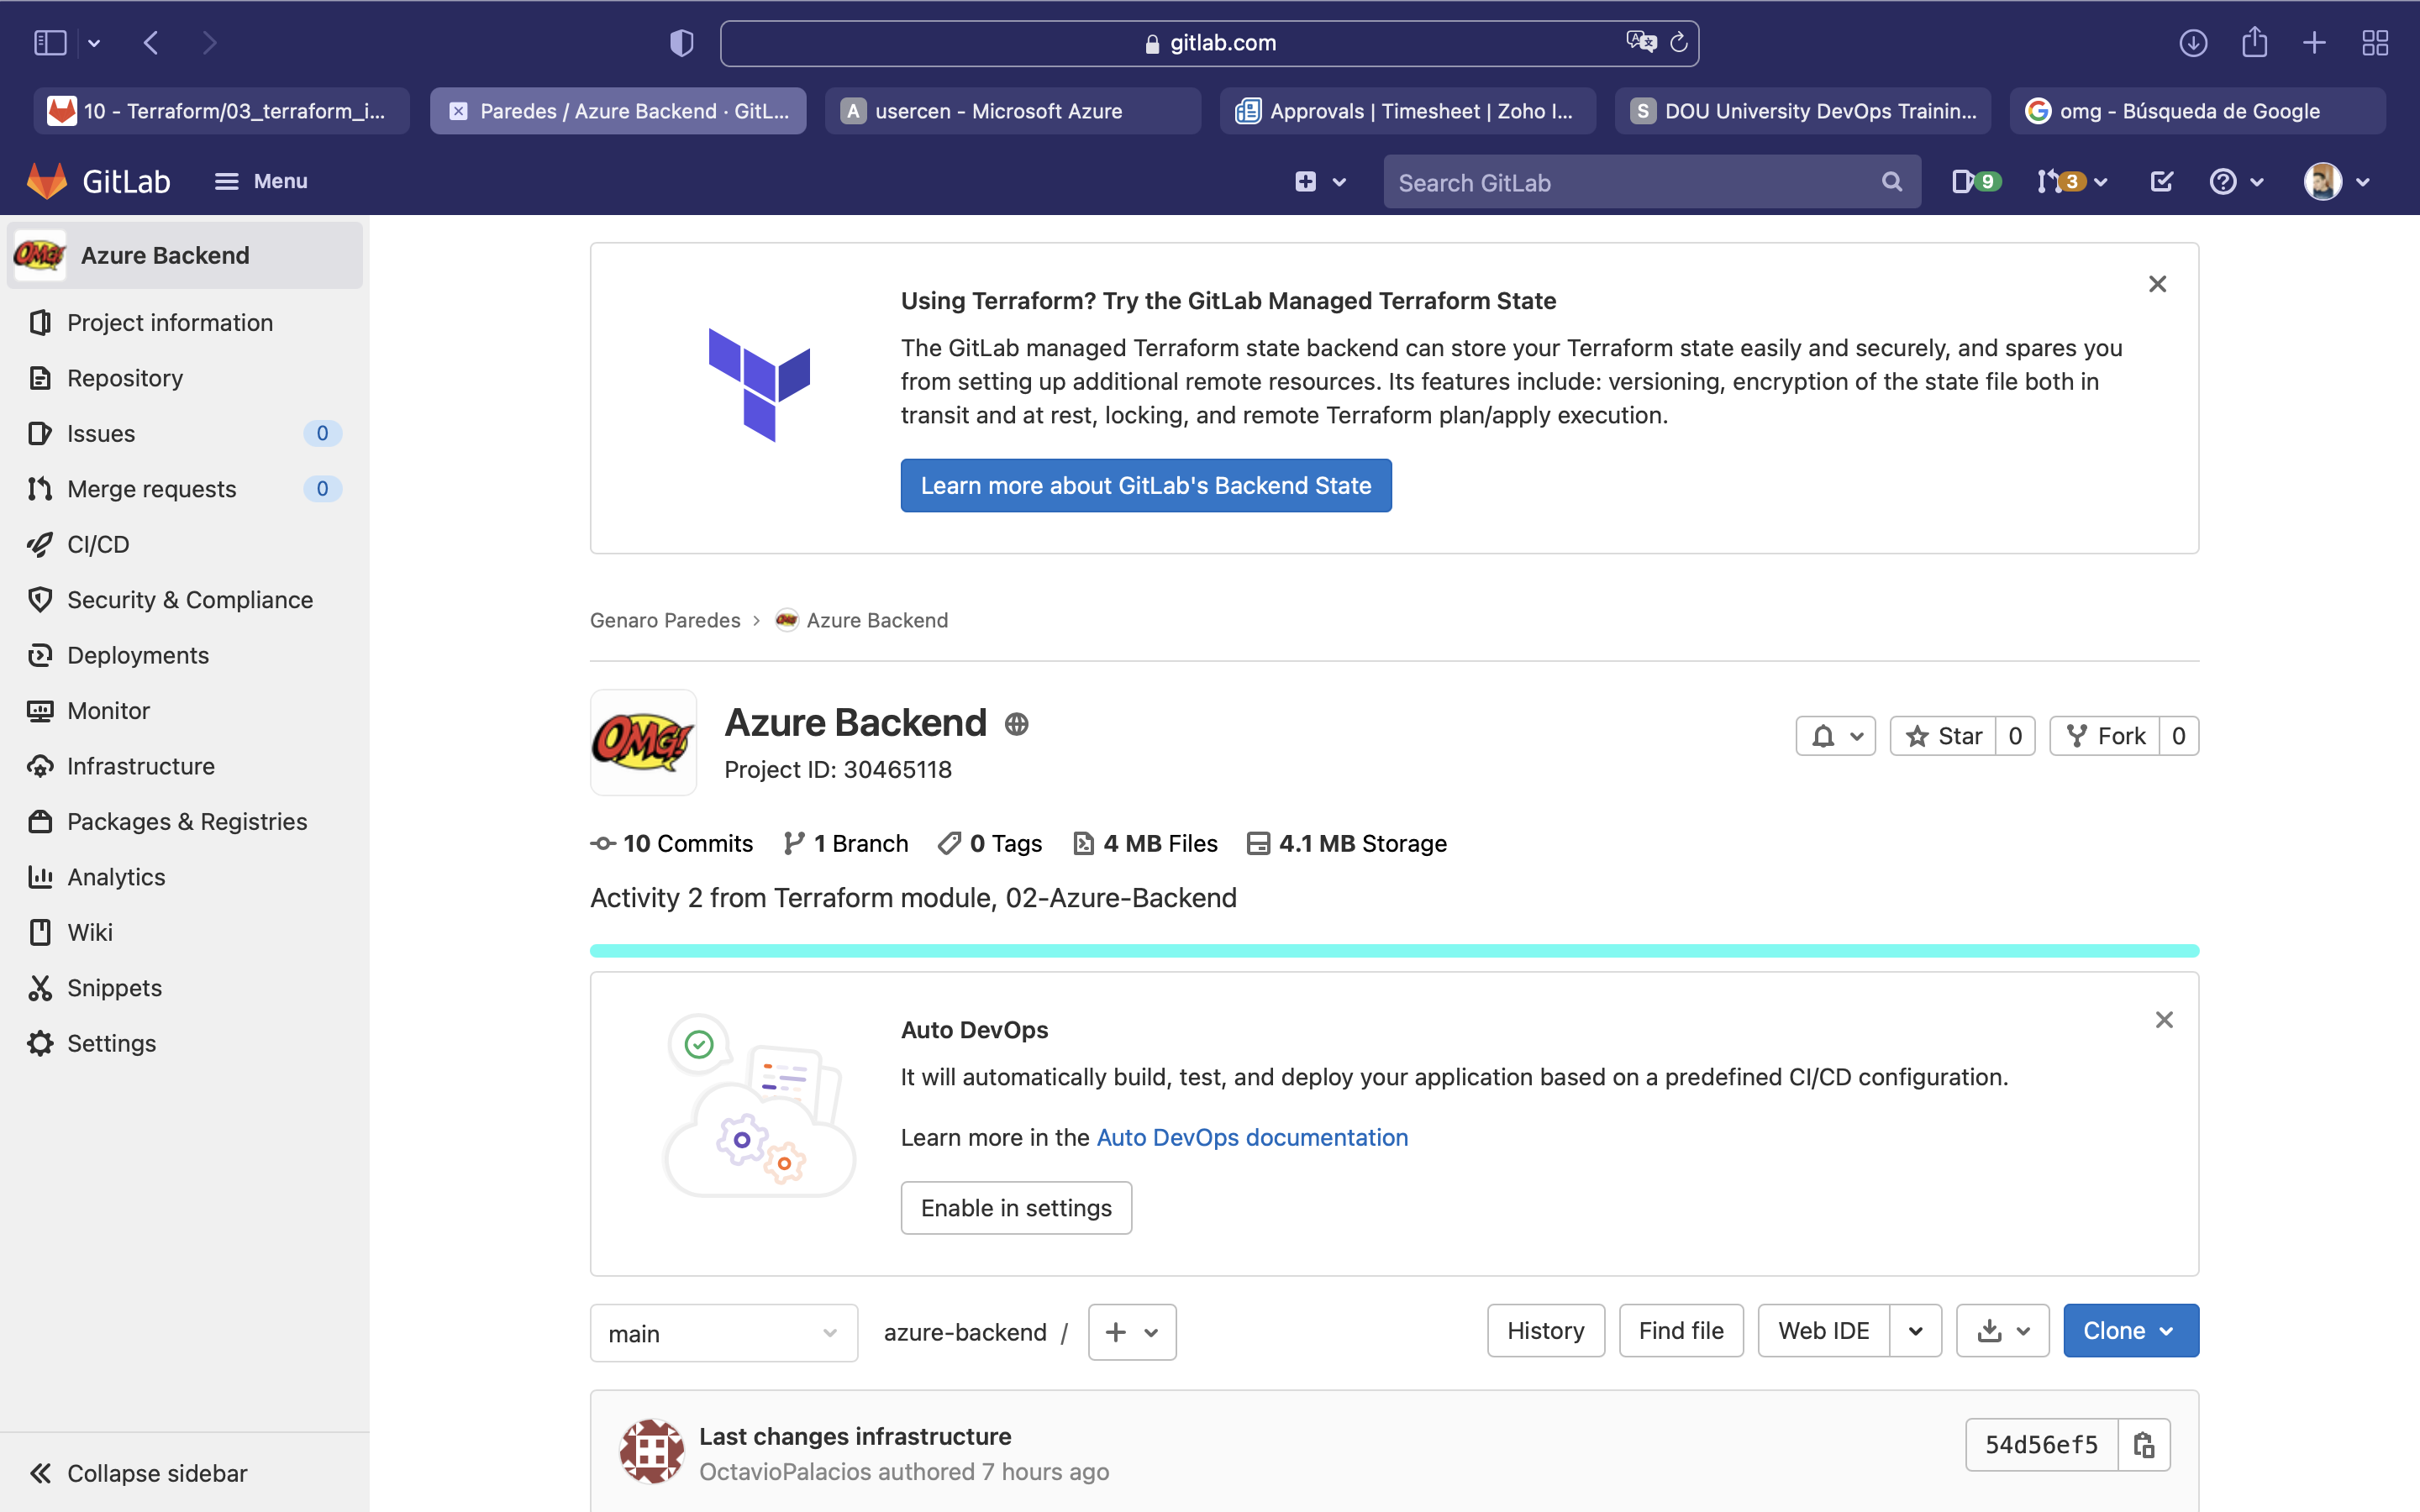 gitlab.com
10 - Terraform/03_terraform_i...
Paredes / Azure Backend · GitL...
A usercen - Microsoft Azure
Approvals | Timesheet | Zoho I...
S DOU University DevOps Trainin...
omg - Búsqueda de Google
GitLab
Menu
Search GitLab
9
3
OMG! Azure Backend
Project information
Repository
Issues 0
Merge requests 0
CI/CD
Security & Compliance
Deployments
Monitor
Infrastructure
Packages & Registries
Analytics
Wiki
Snippets
Settings
Collapse sidebar
Using Terraform? Try the GitLab Managed Terraform State
The GitLab managed Terraform state backend can store your Terraform state easily and securely, and spares you
from setting up additional remote resources. Its features include: versioning, encryption of the state file both in
transit and at rest, locking, and remote Terraform plan/apply execution.
Learn more about GitLab's Backend State
Genaro Paredes › OMG! Azure Backend
OMG!
Azure Backend
Project ID: 30465118
Star 0
Fork 0
10 Commits 1 Branch 0 Tags 4 MB Files 4.1 MB Storage
Activity 2 from Terraform module, 02-Azure-Backend
Auto DevOps
It will automatically build, test, and deploy your application based on a predefined CI/CD configuration.
Learn more in the Auto DevOps documentation
Enable in settings
main
azure-backend /
History
Find file
Web IDE
Clone
Last changes infrastructure
OctavioPalacios authored 7 hours ago
54d56ef5